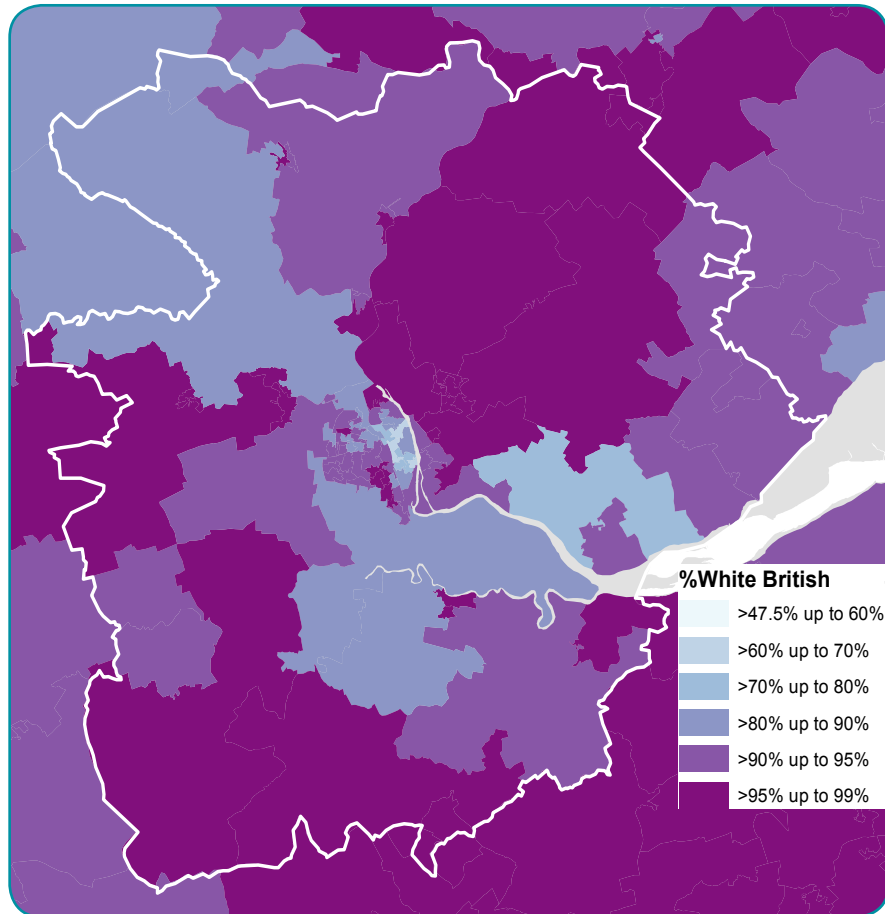 %White British
>47.5% up to 60%
>60% up to 70%
>70% up to 80%
>80% up to 90%
>90% up to 95%
>95% up to 99%